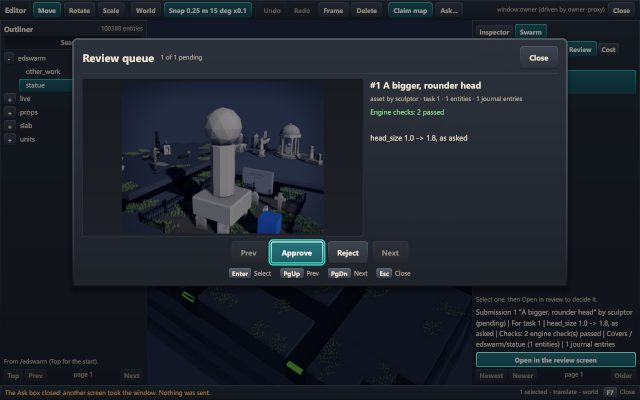 Editor Move Rotate Scale World Snap 0.25 m 15 deg x0.1 Undo Redo Frame Delete Claim map Ask... window:owner (driven by owner-proxy) Close
Outliner 100388 entities
Sea
- edswarm
other_work
statue
+ live
+ props
+ slab
+ units
From /edswarm (Top for the start).
Top Prev page 1 Next
Inspector Swarm
Review Cost
Review queue 1 of 1 pending
Close
#1 A bigger, rounder head
asset by sculptor · task 1 · 1 entities · 1 journal entries
Engine checks: 2 passed
head_size 1.0 -> 1.8, as asked
Prev Approve Reject Next
Enter Select PgUp Prev PgDn Next Esc Close
Select one, then Open in review to decide it.
Submission 1 "A bigger, rounder head" by sculptor
(pending) | For task 1 | head_size 1.0 -> 1.8, as
asked | Checks: 2 engine check(s) passed | Covers /
edswarm/statue (1 entities) | 1 journal entries
Open in the review screen
Newest Newer page 1 Older
The Ask box closed: another screen took the window. Nothing was sent.
1 selected - translate - world F7 Close